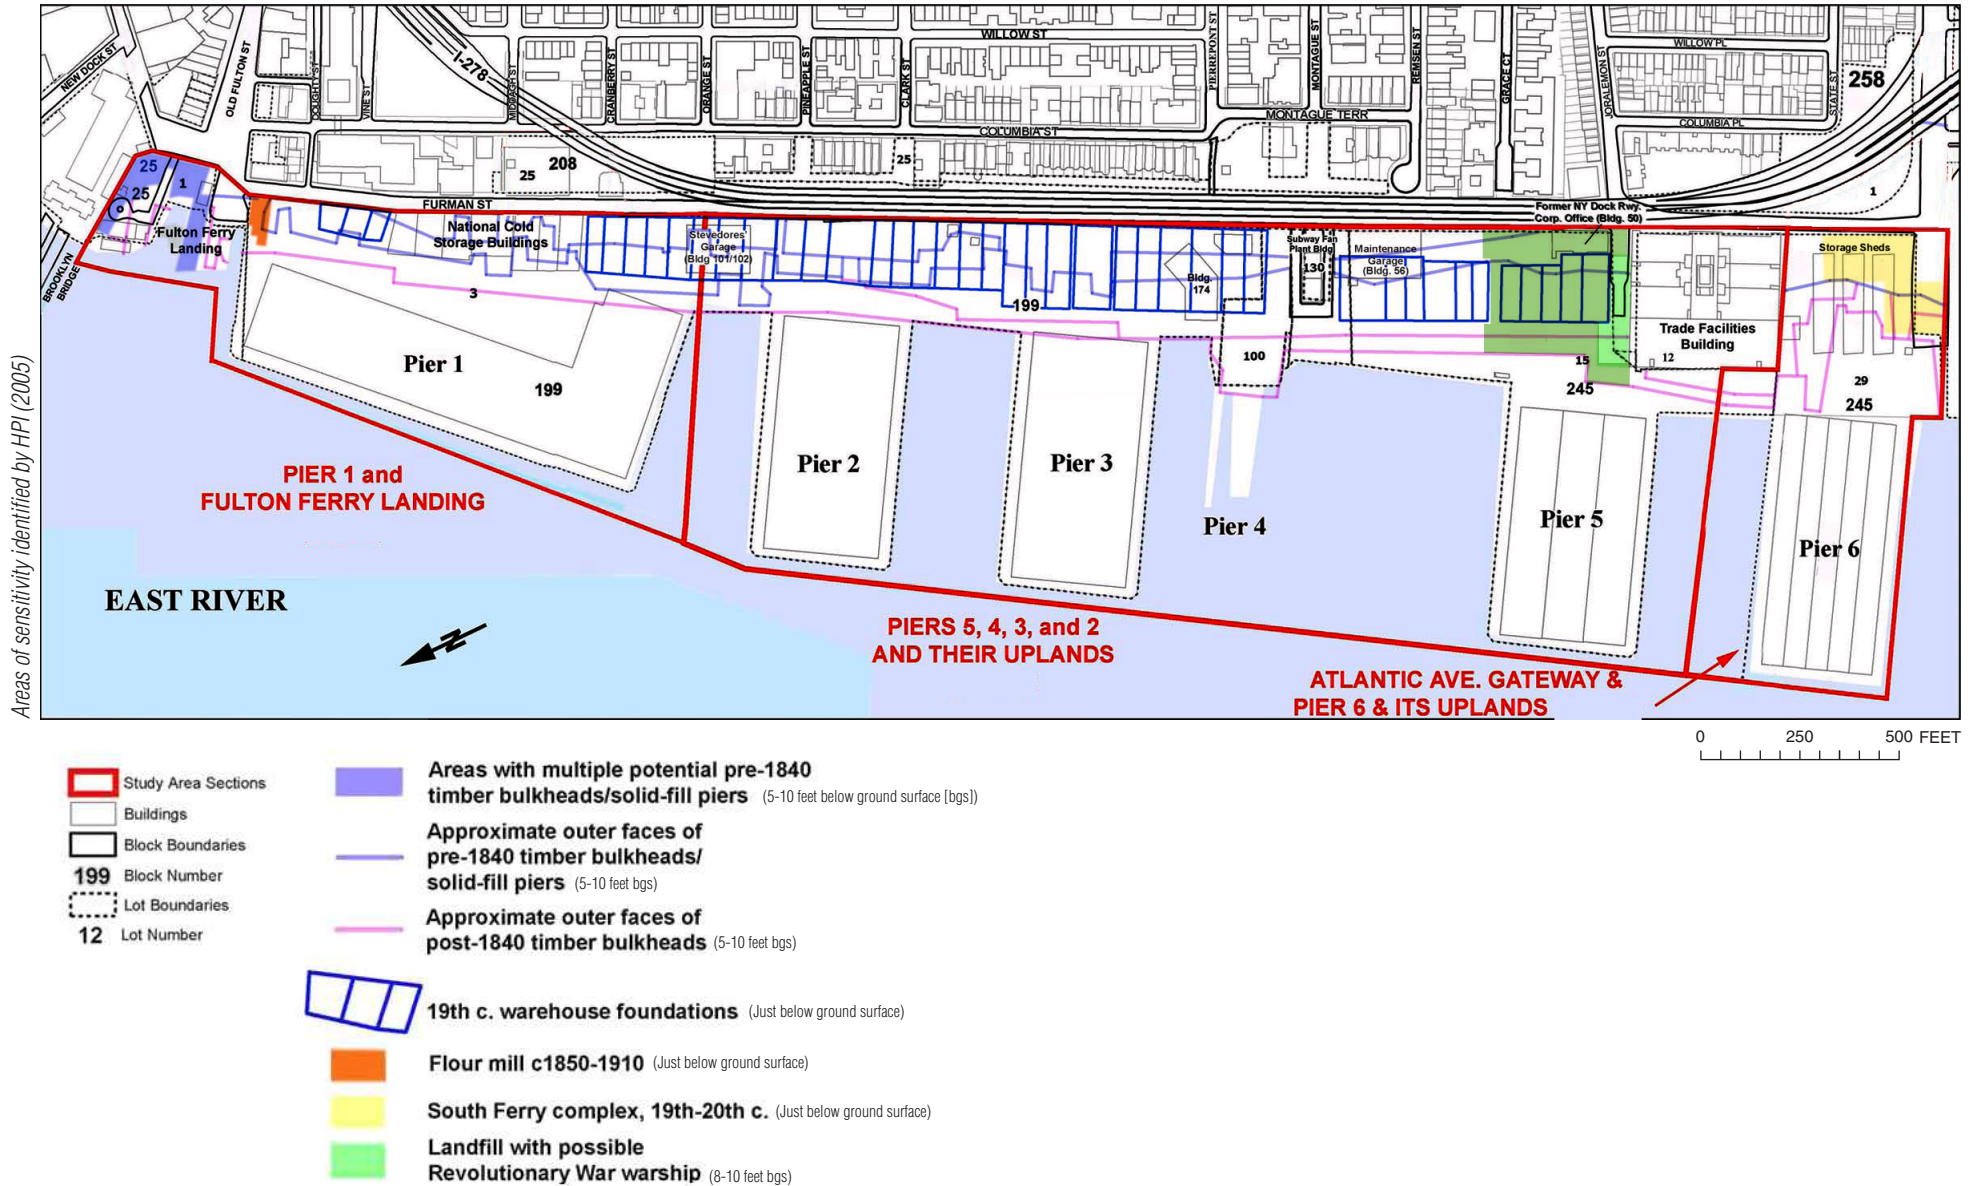 Areas of sensitivity identified by HPI (2005)
NEW DOCK ST
OLD FULTON ST
DOUGHTY ST
VINE ST
I-278
MIDDAGH ST
CRANBERRY ST
ORANGE ST
PINEAPPLE ST
CLARK ST
WILLOW ST
PIERREPONT ST
MONTAGUE ST
REMSEN ST
GRACE CT
JORALEMON ST
WILLOW PL
STATE ST
258
COLUMBIA ST
MONTAGUE TERR
COLUMBIA PL
25
208
25
25
25
1
1
FURMAN ST
Former NY Dock Rwy.
Corp. Office (Bldg. 50)
Fulton Ferry
Landing
National Cold
Storage Buildings
Stevedores'
Garage
(Bldg 101/102)
Bldg.
174
Subway Fan
Plant Bldg
130
Maintenance
Garage
(Bldg. 56)
Storage Sheds
BROOKLYN
BRIDGE
3
199
Trade Facilities
Building
12
100
15
245
29
245
Pier 1
199
Pier 2
Pier 3
Pier 4
Pier 5
Pier 6
PIER 1 and
FULTON FERRY LANDING
EAST RIVER
N
PIERS 5, 4, 3, and 2
AND THEIR UPLANDS
ATLANTIC AVE. GATEWAY &
PIER 6 & ITS UPLANDS
0 250 500 FEET
Study Area Sections
Buildings
Block Boundaries
199 Block Number
Lot Boundaries
12 Lot Number
Areas with multiple potential pre-1840
timber bulkheads/solid-fill piers (5-10 feet below ground surface [bgs])
Approximate outer faces of
pre-1840 timber bulkheads/
solid-fill piers (5-10 feet bgs)
Approximate outer faces of
post-1840 timber bulkheads (5-10 feet bgs)
19th c. warehouse foundations (Just below ground surface)
Flour mill c1850-1910 (Just below ground surface)
South Ferry complex, 19th-20th c. (Just below ground surface)
Landfill with possible
Revolutionary War warship (8-10 feet bgs)